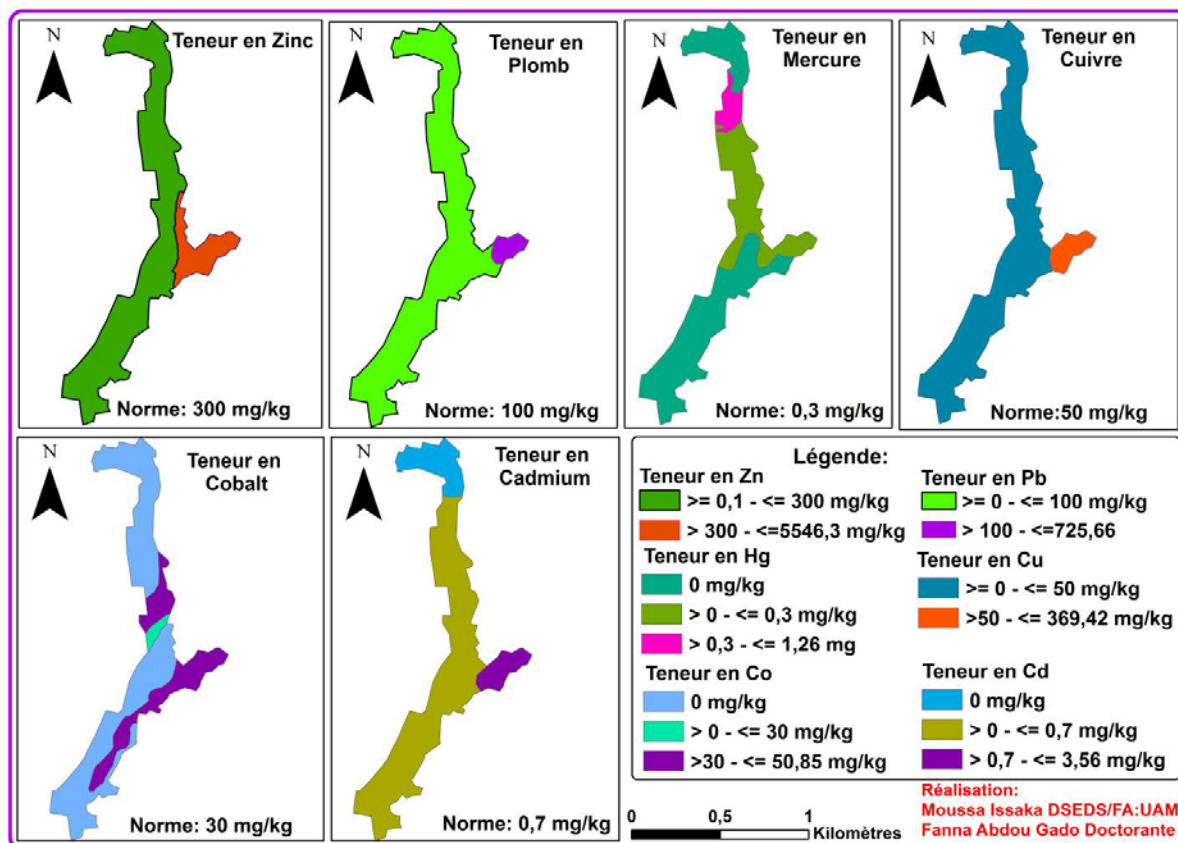 N
Teneur en Zinc
Norme: 300 mg/kg
N
Teneur en
Plomb
Norme: 100 mg/kg
N
Teneur en
Mercure
Norme: 0,3 mg/kg
N
Teneur en
Cuivre
Norme:50 mg/kg
N
Teneur en
Cobalt
Norme: 30 mg/kg
N
Teneur en
Cadmium
Norme: 0,7 mg/kg
Légende:
Teneur en Zn
>= 0,1 - <= 300 mg/kg
> 300 - <=5546,3 mg/kg
Teneur en Hg
0 mg/kg
> 0 - <= 0,3 mg/kg
> 0,3 - <= 1,26 mg
Teneur en Co
0 mg/kg
> 0 - <= 30 mg/kg
>30 - <= 50,85 mg/kg
Teneur en Pb
>= 0 - <= 100 mg/kg
> 100 - <=725,66
Teneur en Cu
>= 0 - <= 50 mg/kg
>50 - <= 369,42 mg/kg
Teneur en Cd
0 mg/kg
> 0 - <= 0,7 mg/kg
> 0,7 - <= 3,56 mg/kg
0 0,5 1
Kilomètres
Réalisation:
Moussa Issaka DSEDS/FA:UAM
Fanna Abdou Gado Doctorante